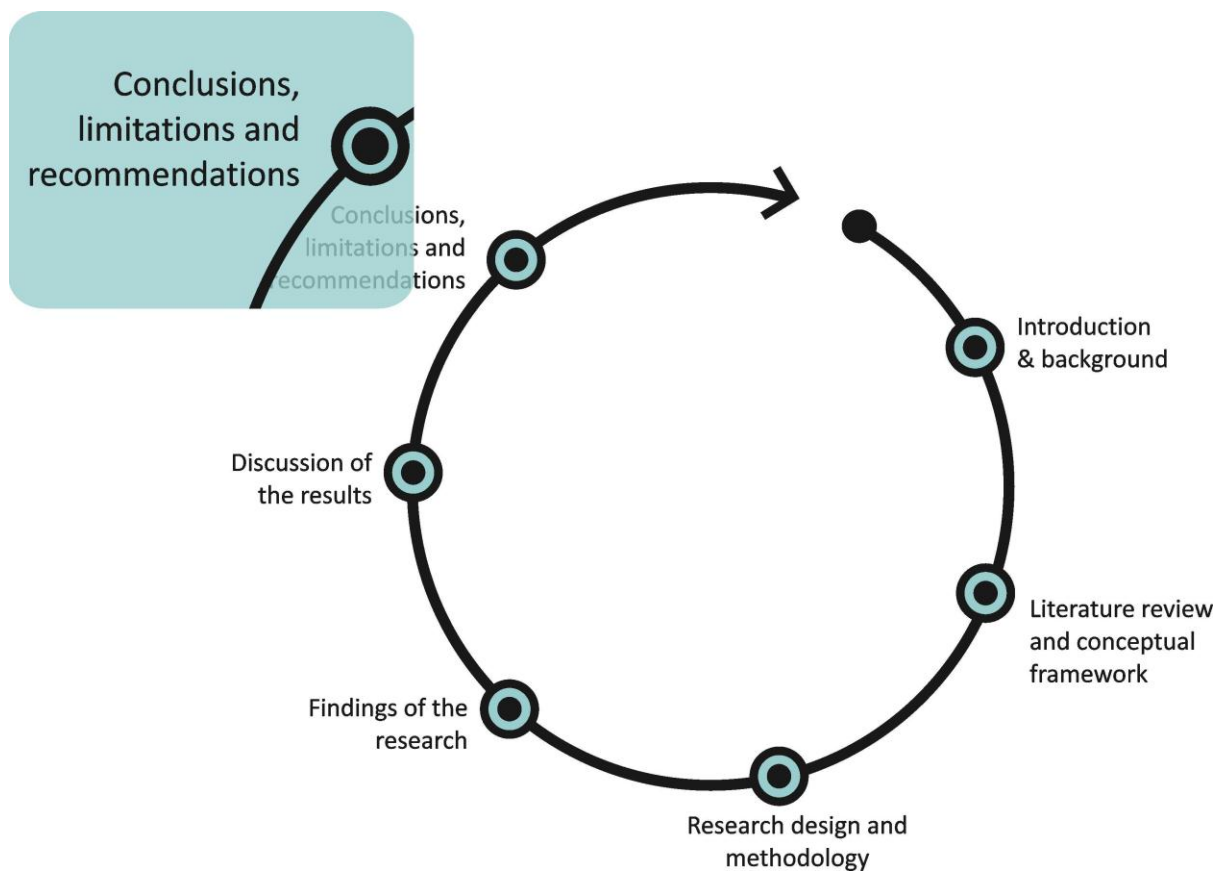 Conclusions,
limitations and
recommendations
Conclusions,
limitations and
recommendations
Introduction
& background
Discussion of
the results
Literature review
and conceptual
framework
Findings of the
research
Research design and
methodology